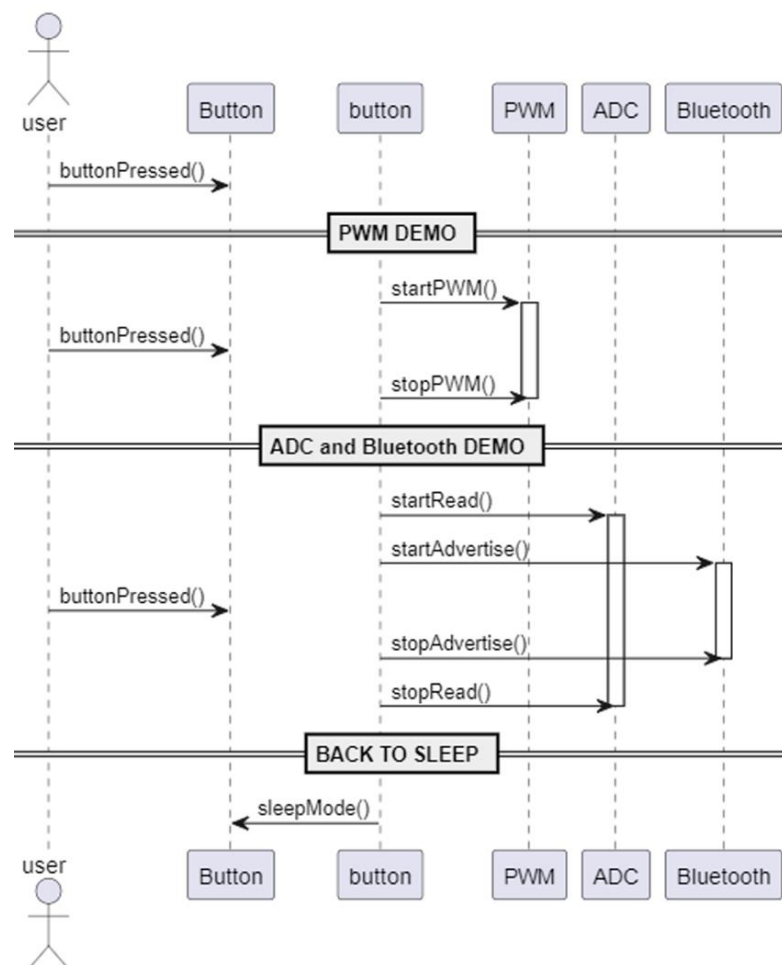 user
Button
button
PWM
ADC
Bluetooth
buttonPressed()
PWM DEMO
startPWM()
buttonPressed()
stopPWM()
ADC and Bluetooth DEMO
startRead()
startAdvertise()
buttonPressed()
stopAdvertise()
stopRead()
BACK TO SLEEP
sleepMode()
user
Button
button
PWM
ADC
Bluetooth